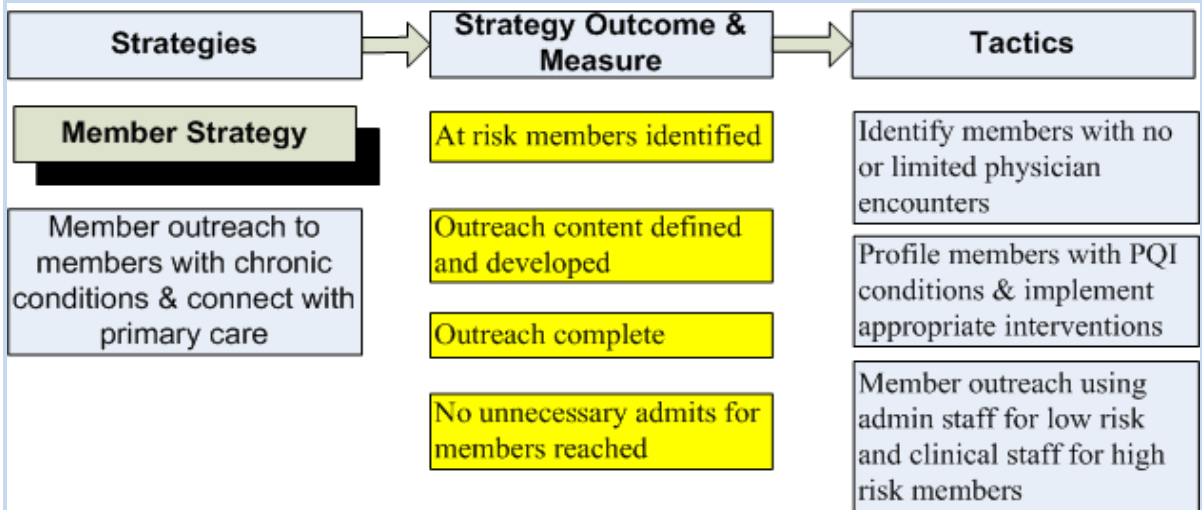 Strategies
Strategy Outcome &
Measure
Tactics
Member Strategy
Member outreach to
members with chronic
conditions & connect with
primary care
At risk members identified
Outreach content defined
and developed
Outreach complete
No unnecessary admits for
members reached
Identify members with no
or limited physician
encounters
Profile members with PQI
conditions & implement
appropriate interventions
Member outreach using
admin staff for low risk
and clinical staff for high
risk members